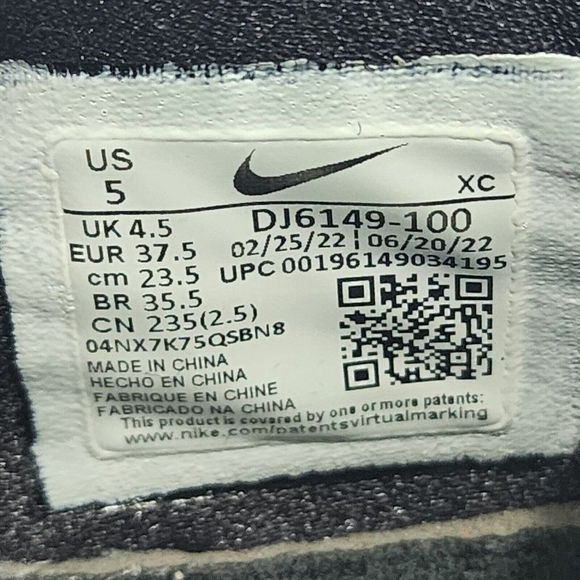 US
5
XC
UK 4.5
DJ6149-100
EUR 37.5
02/25/22 | 06/20/22
cm 23.5
UPC 00196149034195
BR 35.5
CN 235(2.5)
04NX7K75QSBN8
MADE IN CHINA
HECHO EN CHINA
FABRIQUE EN CHINE
FABRICADO NA CHINA
This product is covered by one or more patents:
www.nike.com/patentsvirtualmarking